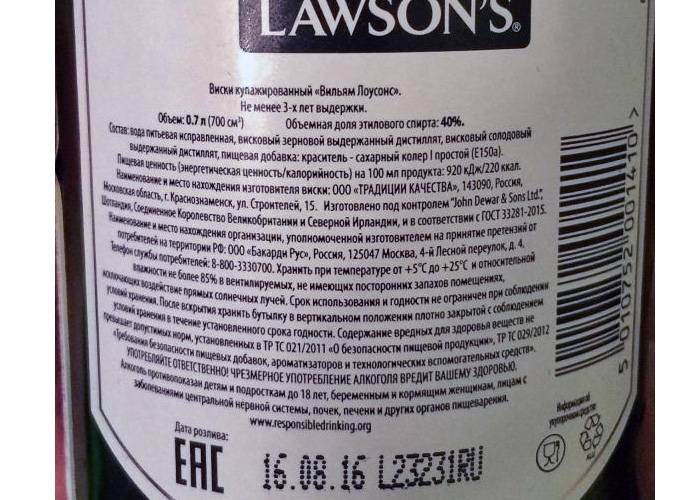 LAWSON'S®
Виски купажированный «Вильям Лоусонс».
Не менее 3-х лет выдержки.
Объем: 0.7 л (700 см³) Объемная доля этилового спирта: 40%.
Состав: вода питьевая исправленная, висковый зерновой выдержанный дистиллят, висковый солодовый
выдержанный дистиллят, пищевая добавка: краситель - сахарный колер I простой (Е150а).
Пищевая ценность (энергетическая ценность/калорийность) на 100 мл продукта: 920 кДж/220 ккал.
Наименование и место нахождения изготовителя виски: ООО «ТРАДИЦИИ КАЧЕСТВА», 143090, Россия,
Московская область, г. Краснознаменск, ул. Строителей, 15. Изготовлено под контролем "John Dewar & Sons Ltd.",
Шотландия, Соединенное Королевство Великобритании и Северной Ирландии, и в соответствии с ГОСТ 33281-2015.
Наименование и место нахождения организации, уполномоченной изготовителем на принятие претензий от
потребителей на территории РФ: ООО «Бакарди Рус», Россия, 125047 Москва, 4-й Лесной переулок, д. 4.
Телефон службы потребителей: 8-800-3330700. Хранить при температуре от +5°С до +25°С и относительной
влажности не более 85% в вентилируемых, не имеющих посторонних запахов помещениях,
исключающих воздействие прямых солнечных лучей. Срок использования и годности не ограничен при соблюдении
условий хранения. После вскрытия хранить бутылку в вертикальном положении плотно закрытой с соблюдением
условий хранения в течение установленного срока годности. Содержание вредных для здоровья веществ не
превышает допустимых норм, установленных в ТР ТС 021/2011 «О безопасности пищевой продукции», ТР ТС 029/2012
«Требования безопасности пищевых добавок, ароматизаторов и технологических вспомогательных средств».
УПОТРЕБЛЯЙТЕ ОТВЕТСТВЕННО! ЧРЕЗМЕРНОЕ УПОТРЕБЛЕНИЕ АЛКОГОЛЯ ВРЕДИТ ВАШЕМУ ЗДОРОВЬЮ.
Алкоголь противопоказан детям и подросткам до 18 лет, беременным и кормящим женщинам, лицам с
заболеваниями центральной нервной системы, почек, печени и других органов пищеварения.
www.responsibledrinking.org
Дата розлива:
EAC 16.08.16 L23231RU
Информация об
укупорочном средстве
5 010752 001410 >